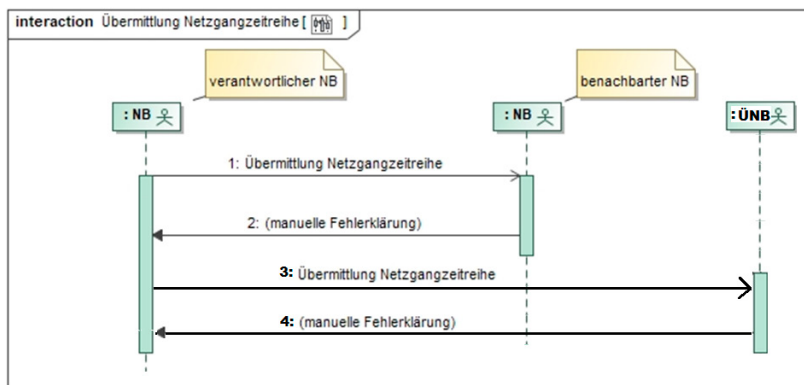 interaction Übermittlung Netzgangzeitreihe [ ]
verantwortlicher NB
benachbarter NB
: NB
: NB
:ÜNB
1: Übermittlung Netzgangzeitreihe
2: (manuelle Fehlerklärung)
3: Übermittlung Netzgangzeitreihe
4: (manuelle Fehlerklärung)